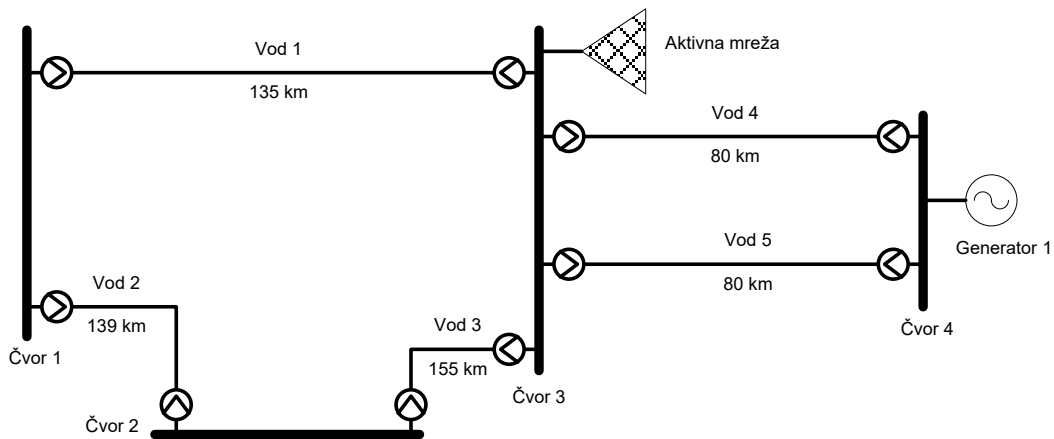 Vod 1
135 km
Aktivna mreža
Vod 4
80 km
Generator 1
Vod 5
80 km
Vod 2
139 km
Vod 3
155 km
Čvor 1
Čvor 2
Čvor 3
Čvor 4